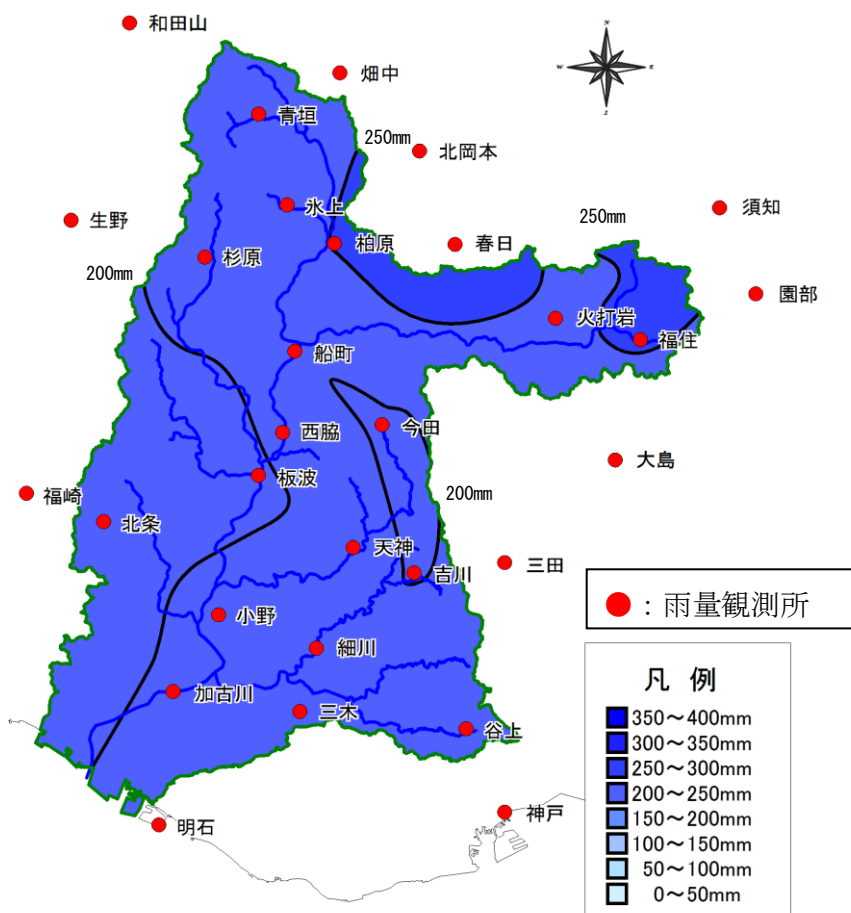 和田山
畑中
青垣
250mm
北岡本
N
W
E
S
氷上
須知
生野
柏原
春日
250mm
杉原
200mm
園部
火打岩
福住
船町
今田
西脇
大島
板波
200mm
福崎
北条
天神
三田
吉川
●：雨量観測所
小野
細川
凡 例
加古川
三木
350～400mm
谷上
300～350mm
250～300mm
200～250mm
150～200mm
神戸
明石
100～150mm
50～100mm
0～50mm